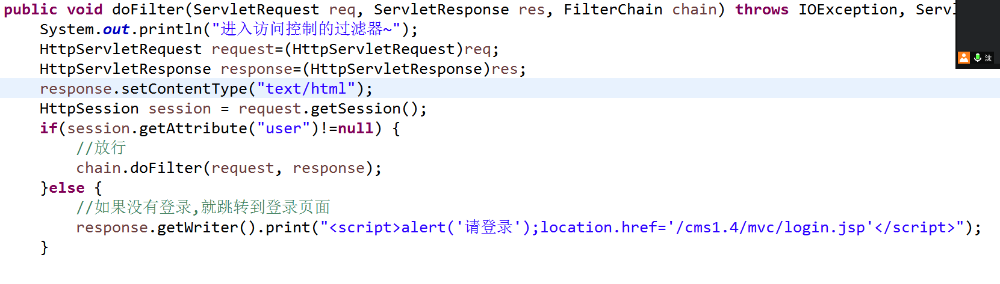 public void doFilter(ServletRequest req, ServletResponse res, FilterChain chain) throws IOException, Servl
System.out.println("进入访问控制的过滤器~");
HttpServletRequest request=(HttpServletRequest)req;
HttpServletResponse response=(HttpServletResponse)res;
沫
response.setContentType("text/html");
HttpSession session = request.getSession();
if(session.getAttribute("user")!=null) {
//放行
chain.doFilter(request, response);
}else {
//如果没有登录,就跳转到登录页面
response.getWriter().print("<script>alert('请登录');location.href='/cms1.4/mvc/login.jsp'</script>");
}